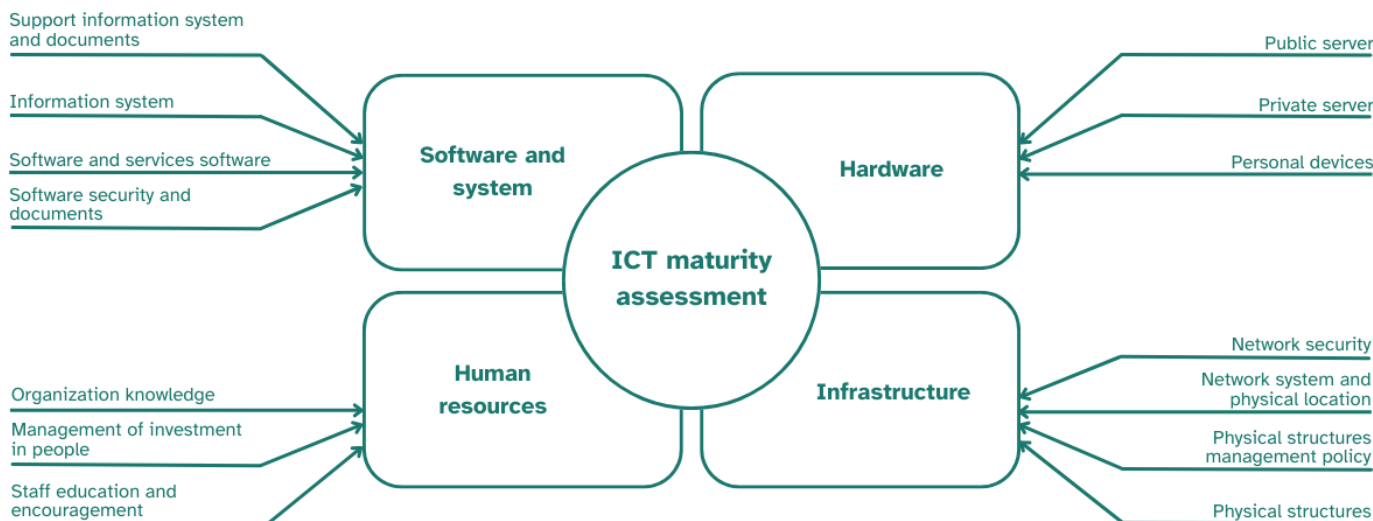 Support information system
and documents
Information system
Software and services software
Software security and
documents
Software and
system
Hardware
Public server
Private server
Personal devices
ICT maturity
assessment
Organization knowledge
Management of investment
in people
Staff education and
encouragement
Human
resources
Infrastructure
Network security
Network system and
physical location
Physical structures
management policy
Physical structures